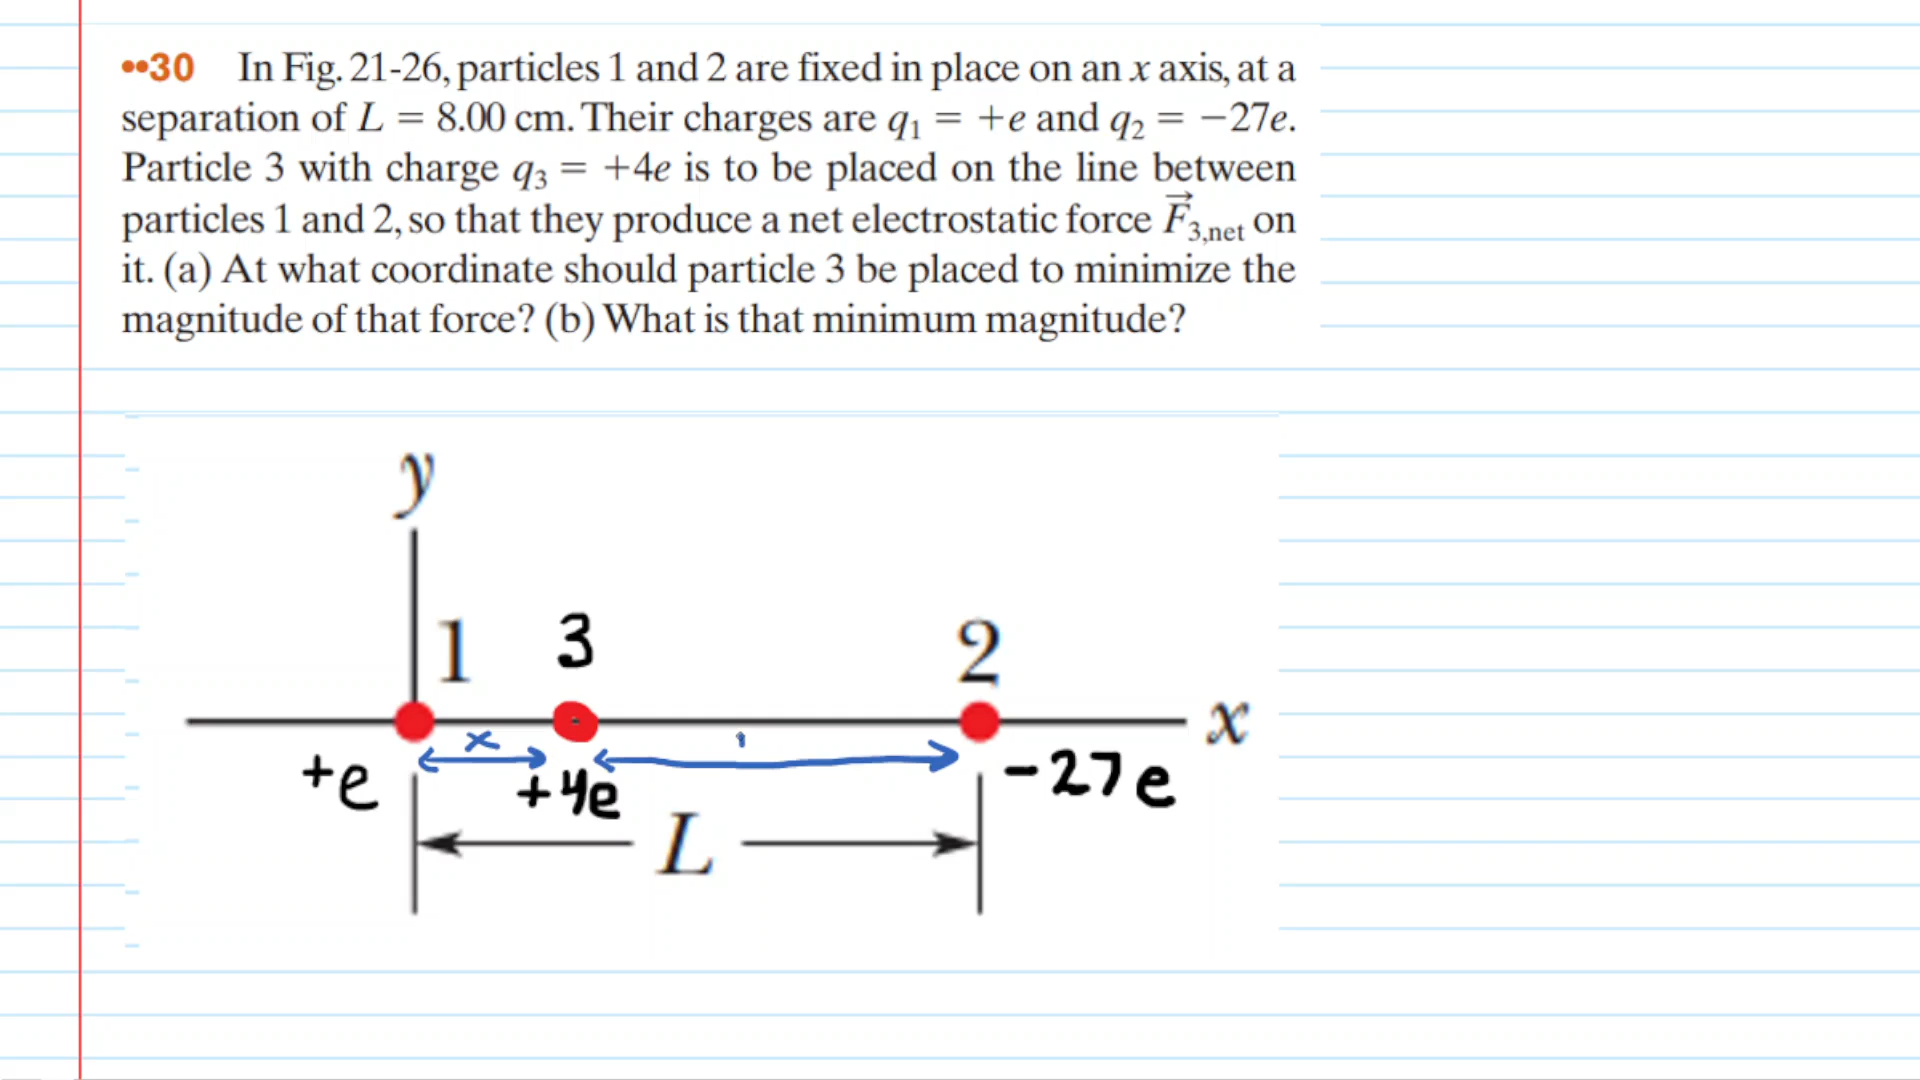 ••30 In Fig. 21-26, particles 1 and 2 are fixed in place on an x axis, at a
separation of L = 8.00 cm. Their charges are q₁ = +e and q₂ = −27e.
Particle 3 with charge q₃ = +4e is to be placed on the line between
particles 1 and 2, so that they produce a net electrostatic force F⃗₃,net on
it. (a) At what coordinate should particle 3 be placed to minimize the
magnitude of that force? (b) What is that minimum magnitude?
y
1 3 2
x
x
+e +4e -27e
L